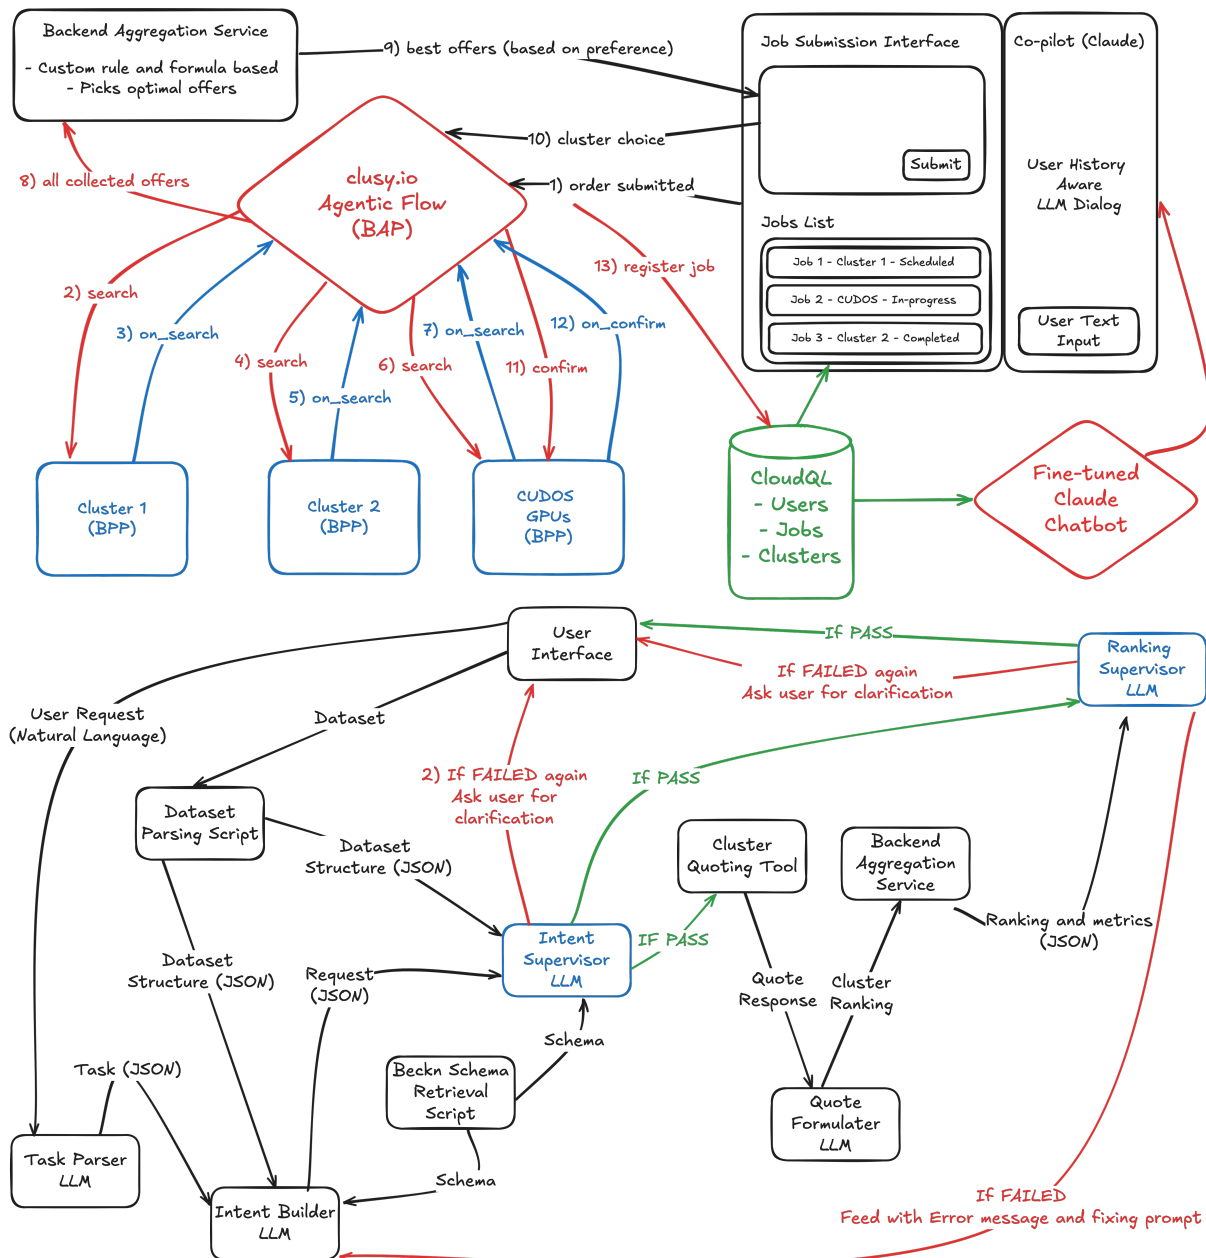 Backend Aggregation Service
- Custom rule and formula based
- Picks optimal offers
9) best offers (based on preference)
Job Submission Interface
Submit
Co-pilot (Claude)
User History
Aware
LLM Dialog
User Text
Input
10) cluster choice
1) order submitted
8) all collected offers
clusy.io
Agentic Flow
(BAP)
Jobs List
Job 1 - Cluster 1 - Scheduled
Job 2 - CUDOS - In-progress
Job 3 - Cluster 2 - Completed
13) register job
2) search
3) on_search
4) search
5) on_search
6) search
7) on_search
11) confirm
12) on_confirm
Cluster 1
(BPP)
Cluster 2
(BPP)
CUDOS
GPUs
(BPP)
CloudQL
- Users
- Jobs
- Clusters
Fine-tuned
Claude
Chatbot
User
Interface
If PASS
If FAILED again
Ask user for clarification
Ranking
Supervisor
LLM
User Request
(Natural Language)
Dataset
2) If FAILED again
Ask user for
clarification
If PASS
Dataset
Parsing Script
Dataset
Structure (JSON)
Cluster
Quoting Tool
Backend
Aggregation
Service
Ranking and metrics
(JSON)
Intent
Supervisor
LLM
IF PASS
Dataset
Structure (JSON)
Request
(JSON)
Quote
Response
Cluster
Ranking
Schema
Beckn Schema
Retrieval
Script
Task (JSON)
Quote
Formulater
LLM
Task Parser
LLM
Schema
Intent Builder
LLM
If FAILED
Feed with Error message and fixing prompt